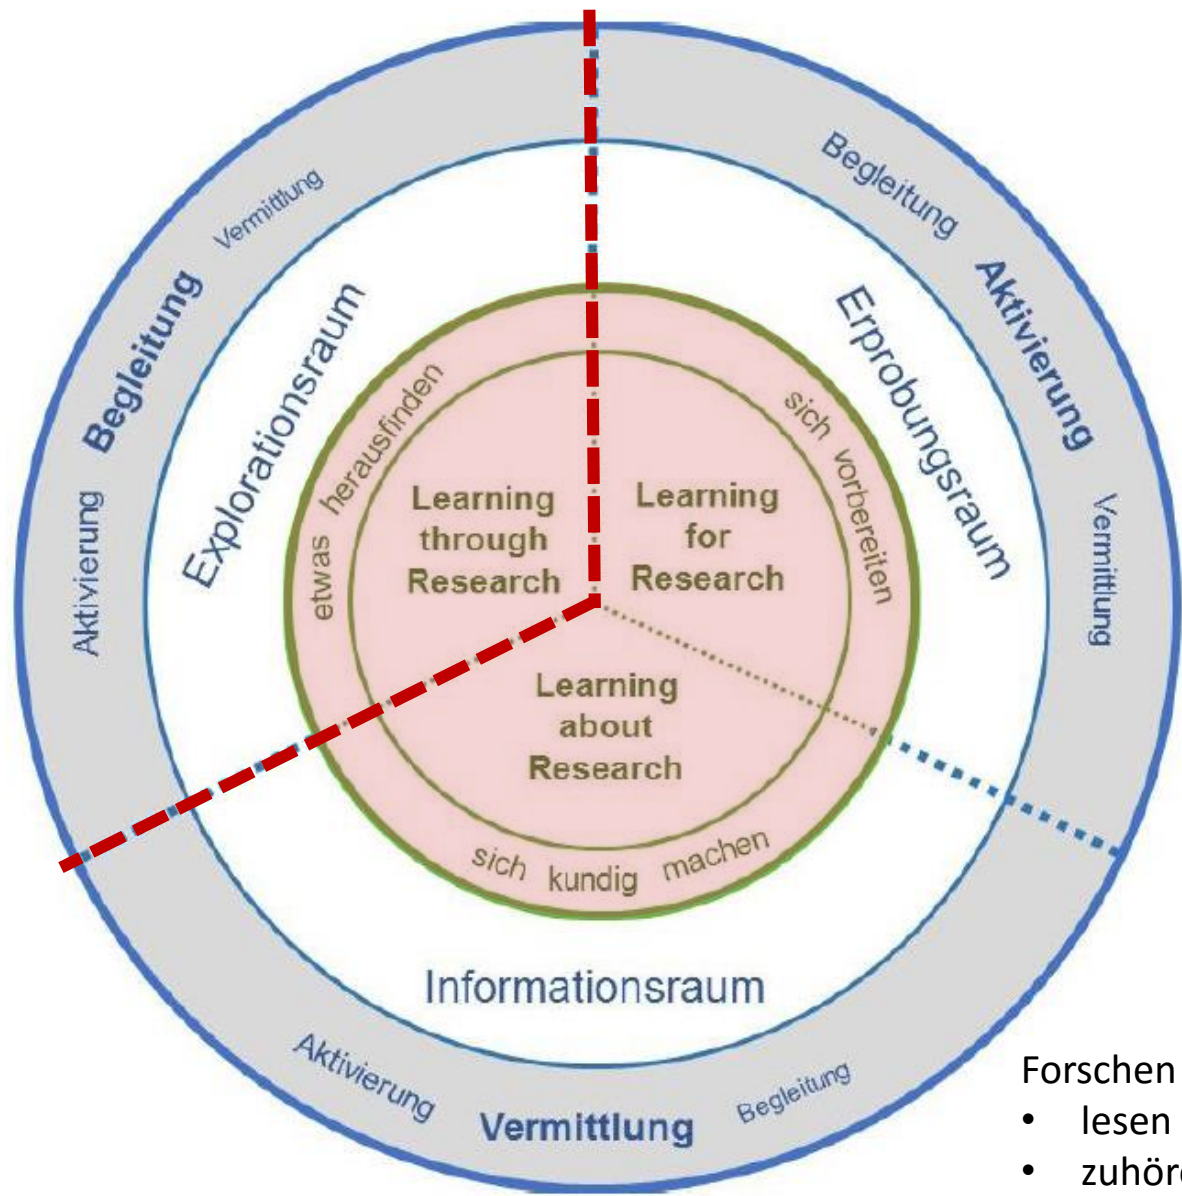 Begleitung
Vermittlung
Aktivierung
Explorationsraum
etwas herausfinden
Learning
through
Research
Begleitung
Aktivierung
Vermittlung
Erprobungsraum
sich vorbereiten
Learning
for
Research
Learning
about
Research
sich kundig machen
Informationsraum
Aktivierung
Vermittlung
Begleitung
Forschen
• lesen
•